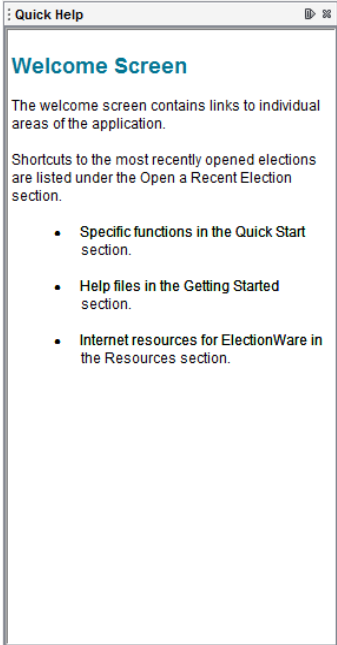 Quick Help
Welcome Screen
The welcome screen contains links to individual
areas of the application.
Shortcuts to the most recently opened elections
are listed under the Open a Recent Election
section.
• Specific functions in the Quick Start
section.
• Help files in the Getting Started
section.
• Internet resources for ElectionWare in
the Resources section.